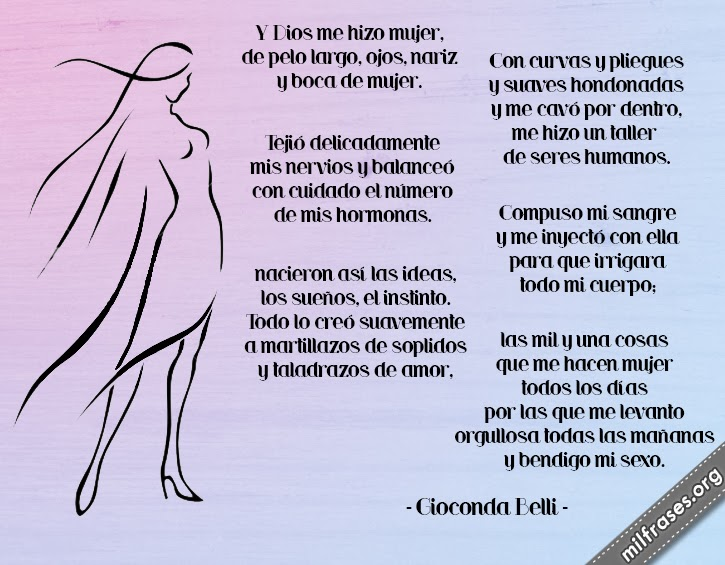 Y Dios me hizo mujer,
de pelo largo, ojos, nariz
y boca de mujer.
Con curvas y pliegues
y suaves hondonadas
y me cavó por dentro,
me hizo un taller
de seres humanos.
Tejió delicadamente
mis nervios y balanceó
con cuidado el número
de mis hormonas.
Compuso mi sangre
y me inyectó con ella
para que irrigara
todo mi cuerpo;
nacieron así las ideas,
los sueños, el instinto.
Todo lo creó suavemente
a martillazos de soplidos
y taladrazos de amor,
las mil y una cosas
que me hacen mujer
todos los días
por las que me levanto
orgullosa todas las mañanas
y bendigo mi sexo.
- Gioconda Belli -
milfrases.org